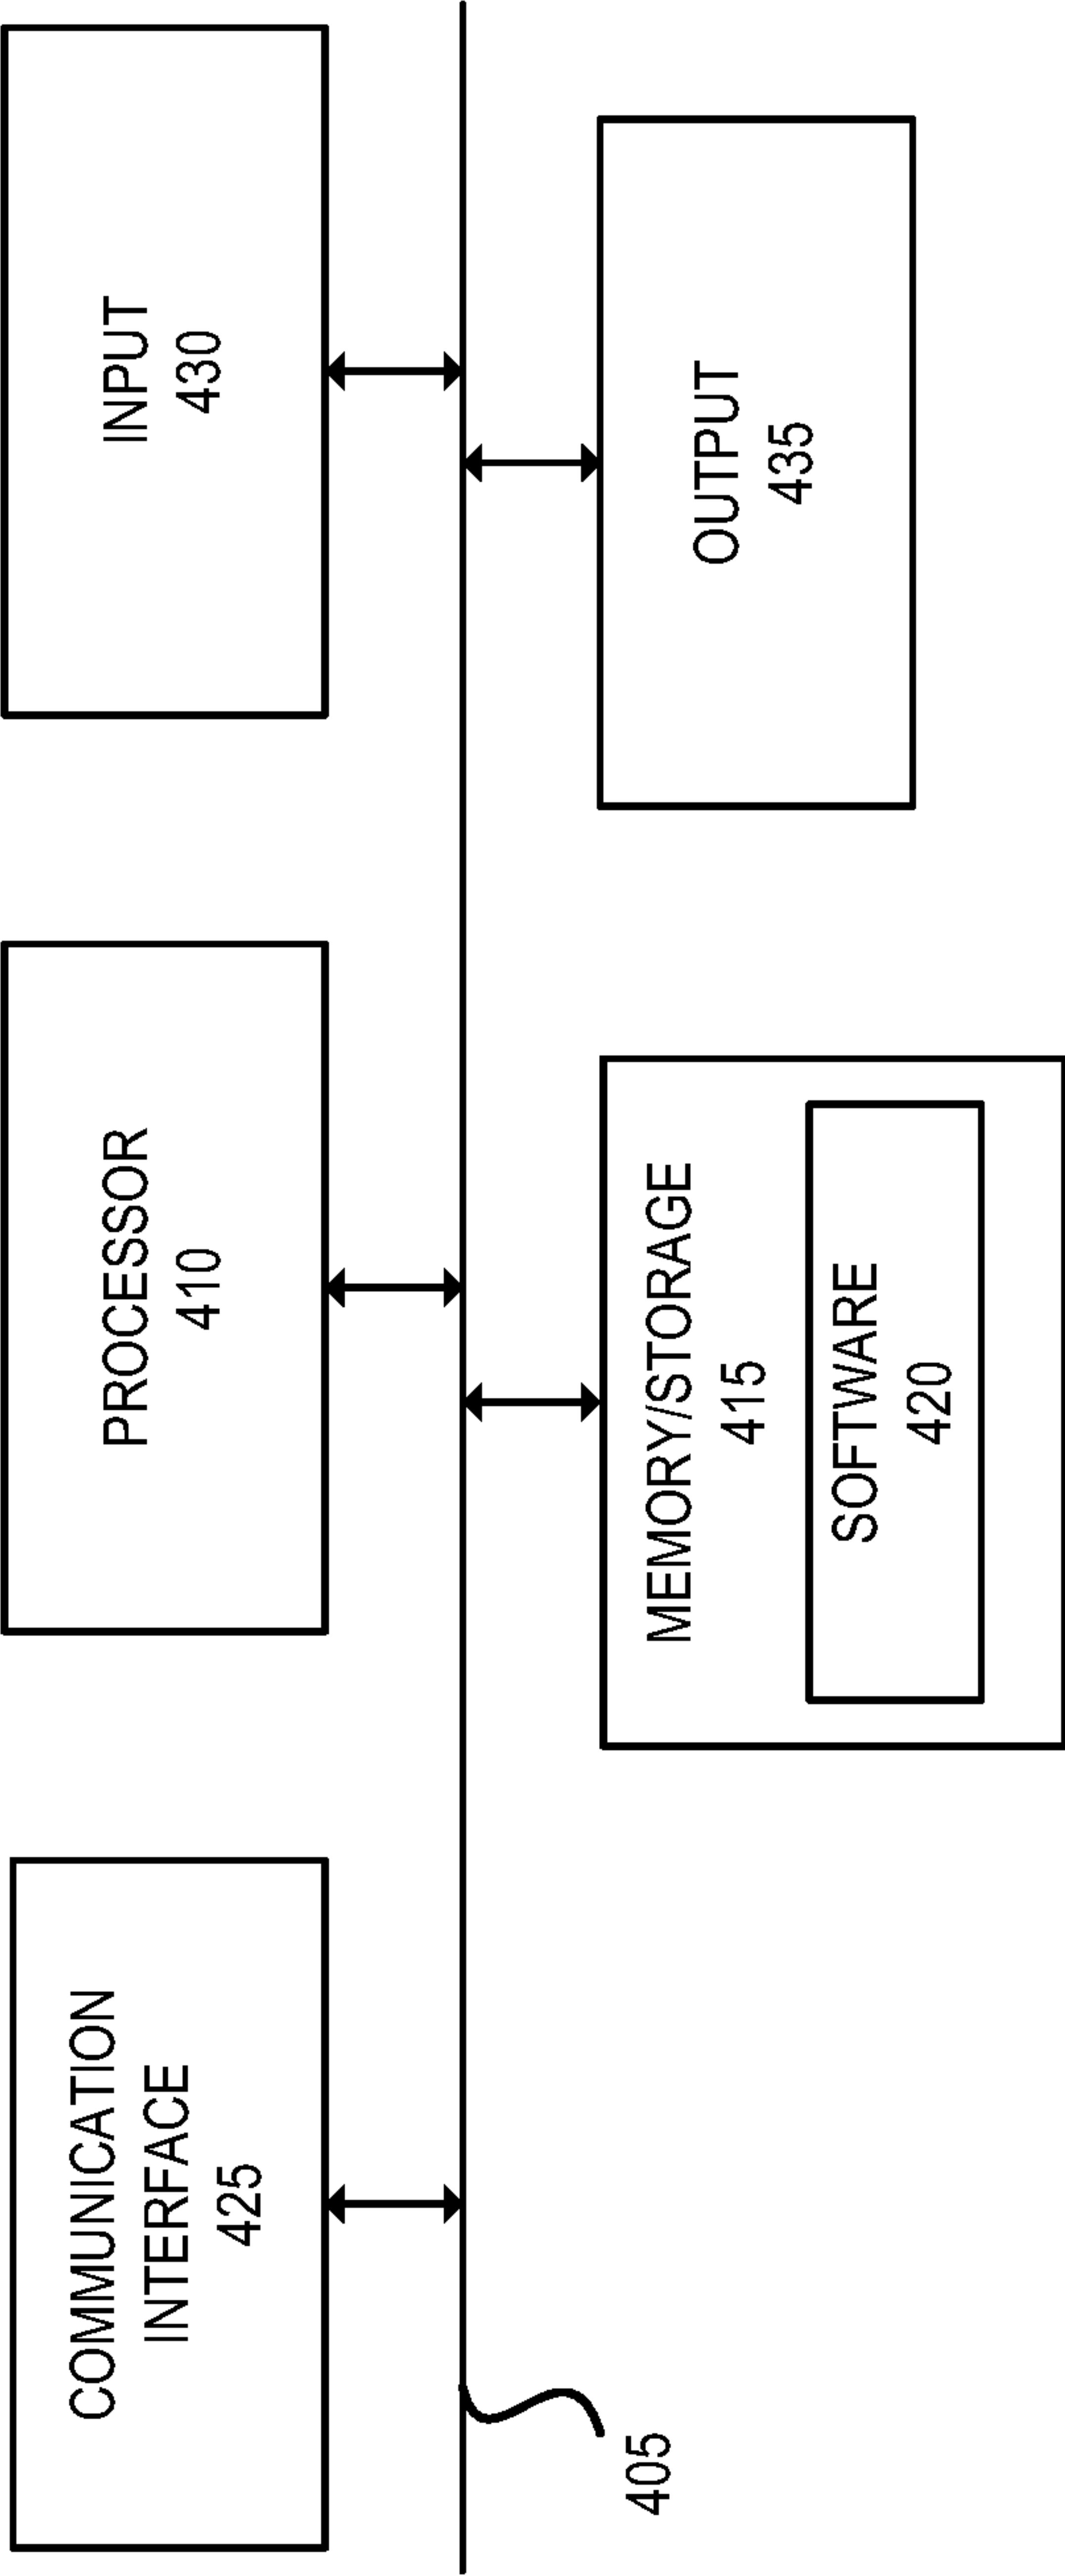 COMMUNICATION
INTERFACE
425
PROCESSOR
410
INPUT
430
405
MEMORY/STORAGE
415
SOFTWARE
420
OUTPUT
435